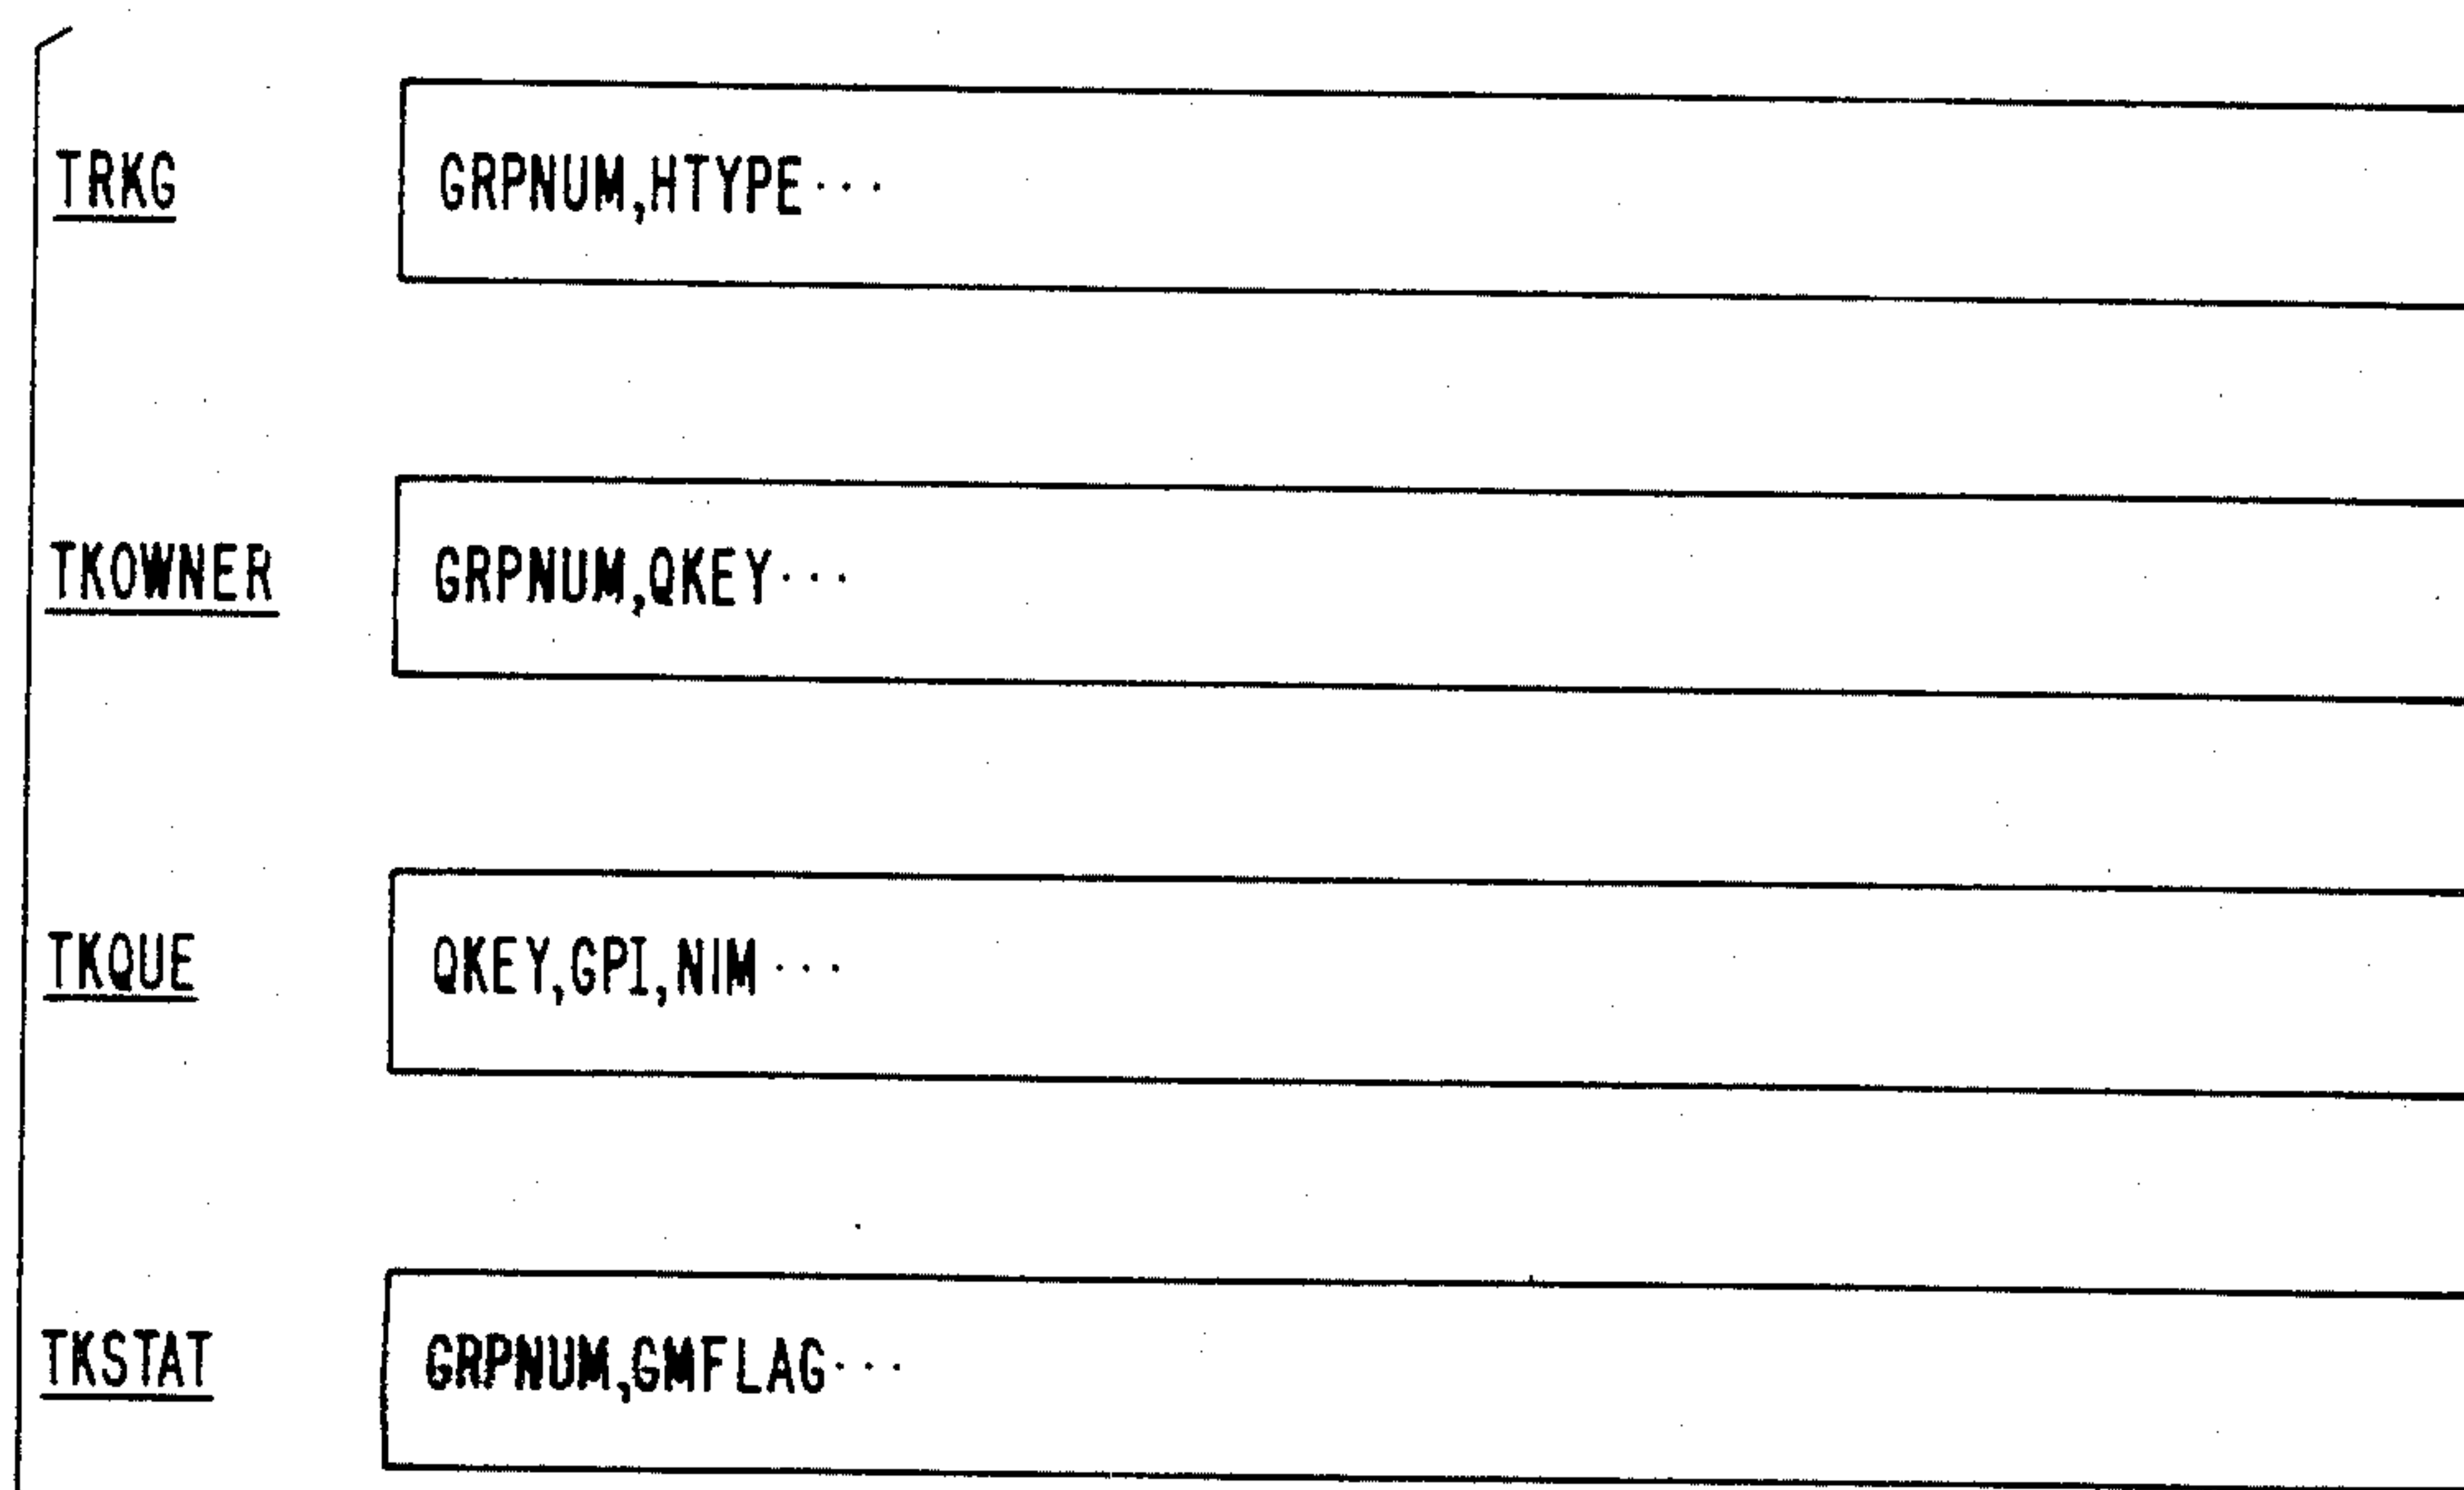 TRKG GRPNUM,HTYPE...
TKOWNER GRPNUM,QKEY...
TKQUE QKEY,GPI,NIM...
TKSTAT GRPNUM,GMFLAG...